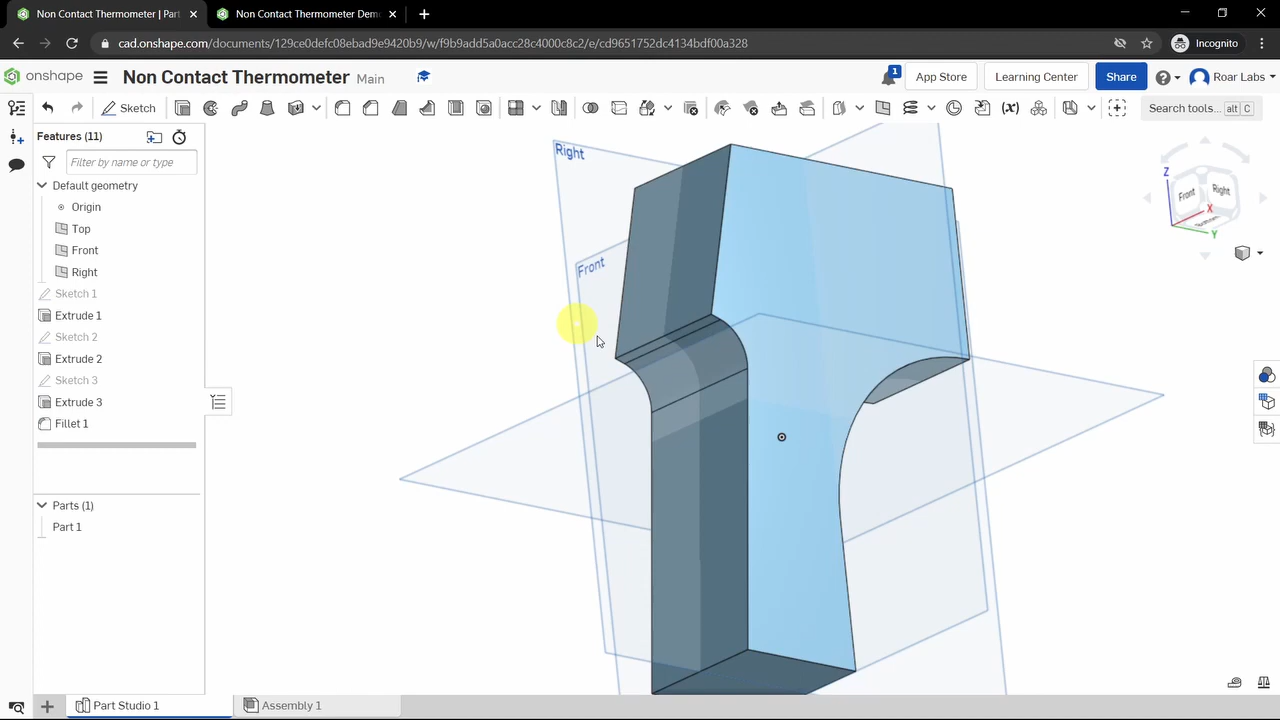 Non Contact Thermometer | Part
Non Contact Thermometer Dem
cad.onshape.com/documents/129ce0defc08ebad9e9420b9/w/f9b9add5a0acc28c4000c8c2/e/cd9651752dc4134bdf00a328
Incognito
onshape
Non Contact Thermometer Main
1
App Store
Learning Center
Share
Roar Labs
Sketch
(x)
Search tools... alt C
Features (11)
Filter by name or type
Default geometry
Origin
Top
Front
Right
Sketch 1
Extrude 1
Sketch 2
Extrude 2
Sketch 3
Extrude 3
Fillet 1
Parts (1)
Part 1
Right
Front
Z
Front
Right
X
Bottom
Y
Part Studio 1
Assembly 1